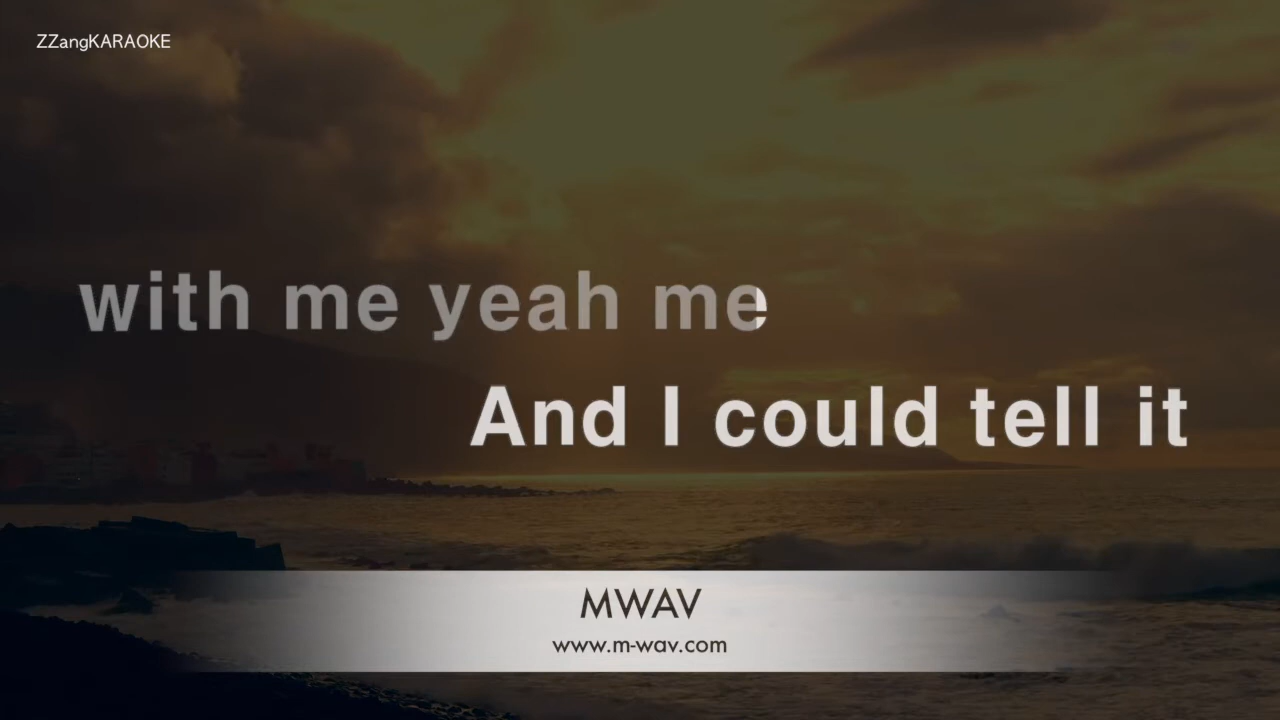 ZZangKARAOKE
with me yeah me
And I could tell it
MWAV
www.m-wav.com